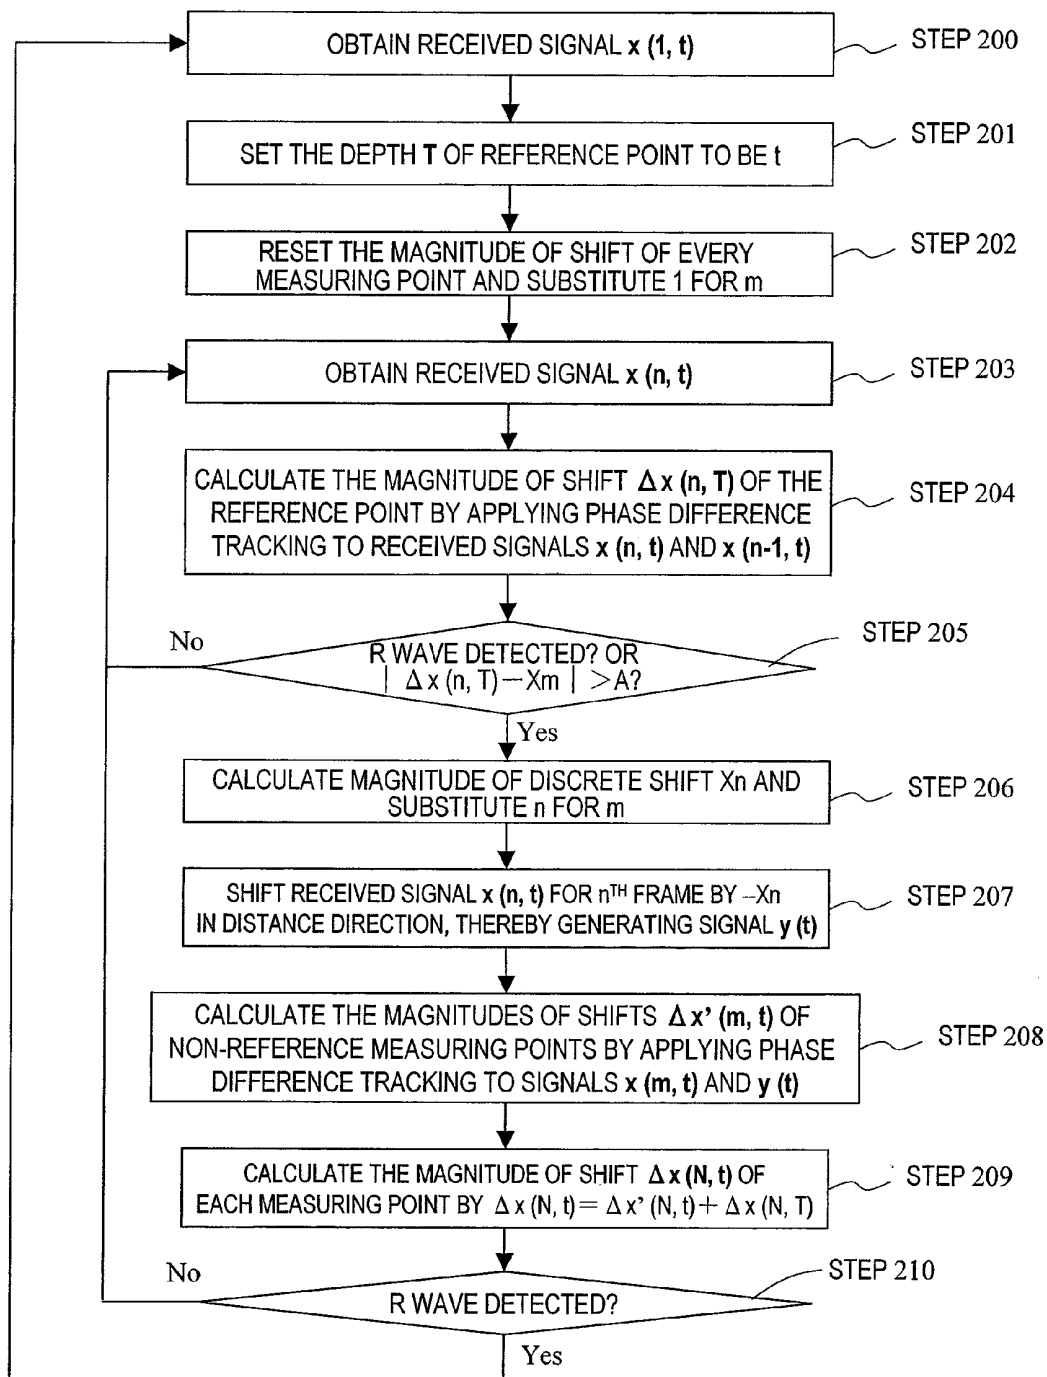 OBTAIN RECEIVED SIGNAL x (1, t)
STEP 200
SET THE DEPTH T OF REFERENCE POINT TO BE t
STEP 201
RESET THE MAGNITUDE OF SHIFT OF EVERY
MEASURING POINT AND SUBSTITUTE 1 FOR m
STEP 202
OBTAIN RECEIVED SIGNAL x (n, t)
STEP 203
CALCULATE THE MAGNITUDE OF SHIFT Δx (n, T) OF THE
REFERENCE POINT BY APPLYING PHASE DIFFERENCE
TRACKING TO RECEIVED SIGNALS x (n, t) AND x (n-1, t)
STEP 204
No
R WAVE DETECTED? OR
| Δx (n, T) −Xm | >A?
STEP 205
Yes
CALCULATE MAGNITUDE OF DISCRETE SHIFT Xn AND
SUBSTITUTE n FOR m
STEP 206
SHIFT RECEIVED SIGNAL x (n, t) FOR nTH FRAME BY −Xn
IN DISTANCE DIRECTION, THEREBY GENERATING SIGNAL y (t)
STEP 207
CALCULATE THE MAGNITUDES OF SHIFTS Δx' (m, t) OF
NON-REFERENCE MEASURING POINTS BY APPLYING PHASE
DIFFERENCE TRACKING TO SIGNALS x (m, t) AND y (t)
STEP 208
CALCULATE THE MAGNITUDE OF SHIFT Δx (N, t) OF
EACH MEASURING POINT BY Δx (N, t) = Δx' (N, t) + Δx (N, T)
STEP 209
No
R WAVE DETECTED?
STEP 210
Yes